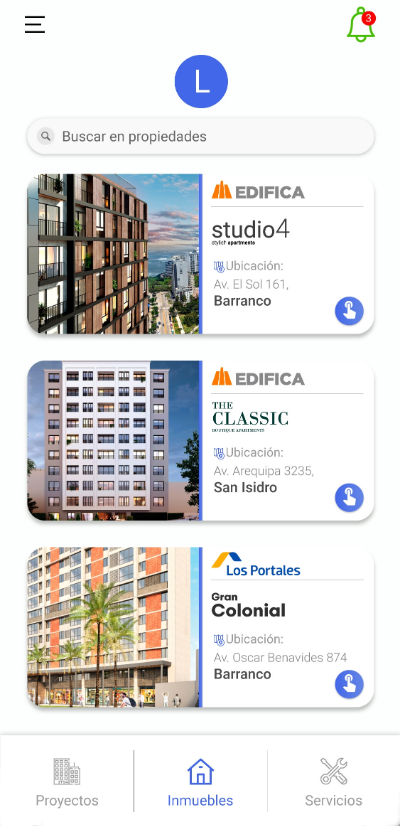 3
L
Buscar en propiedades
EDIFICA
studio4
stylish apartments
Ubicación:
Av. El Sol 161,
Barranco
EDIFICA
THE
CLASSIC
BOUTIQUE APARTMENTS
Ubicación:
Av. Arequipa 3235,
San Isidro
Los Portales
Gran
Colonial
Ubicación:
Av. Oscar Benavides 874
Barranco
Proyectos
Inmuebles
Servicios